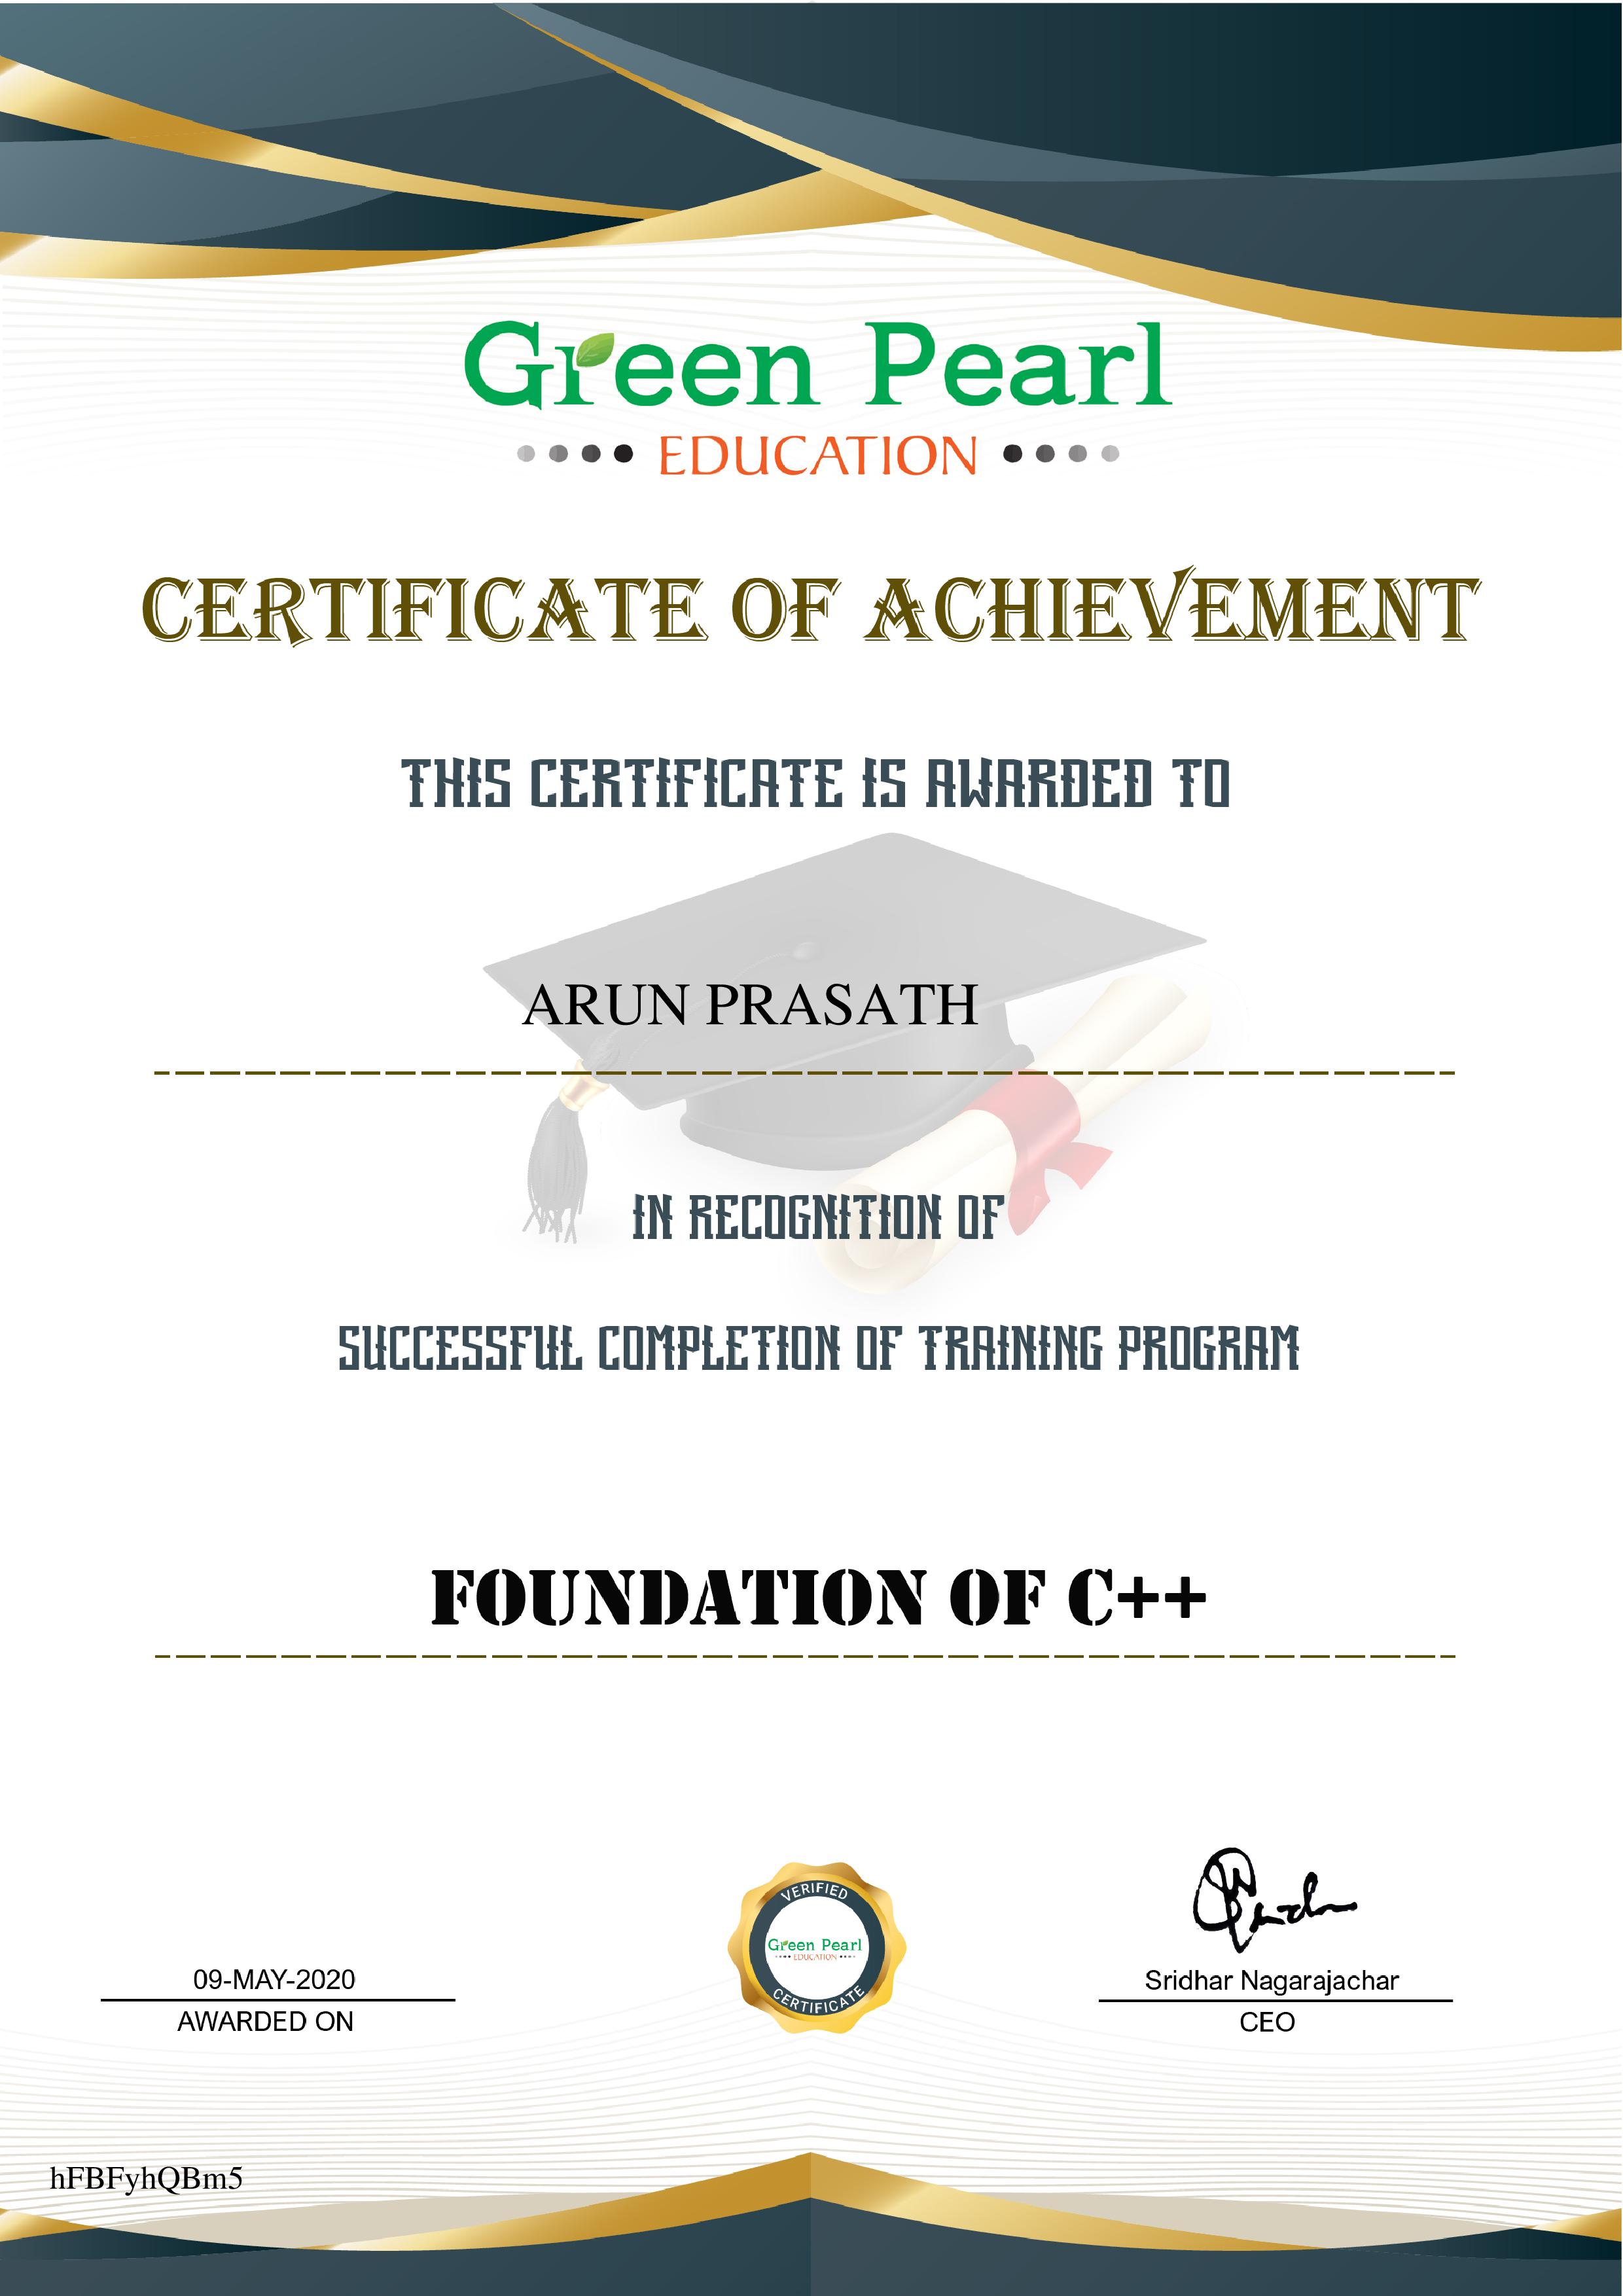 Green Pearl
EDUCATION
CERTIFICATE OF ACHIEVEMENT
THIS CERTIFICATE IS AWARDED TO
ARUN PRASATH
IN RECOGNITION OF
SUCCESSFUL COMPLETION OF TRAINING PROGRAM
FOUNDATION OF C++
VERIFIED
Green Pearl
EDUCATION
CERTIFICATE
09-MAY-2020
AWARDED ON
Sridhar Nagarajachar
CEO
hFBFyhQBm5